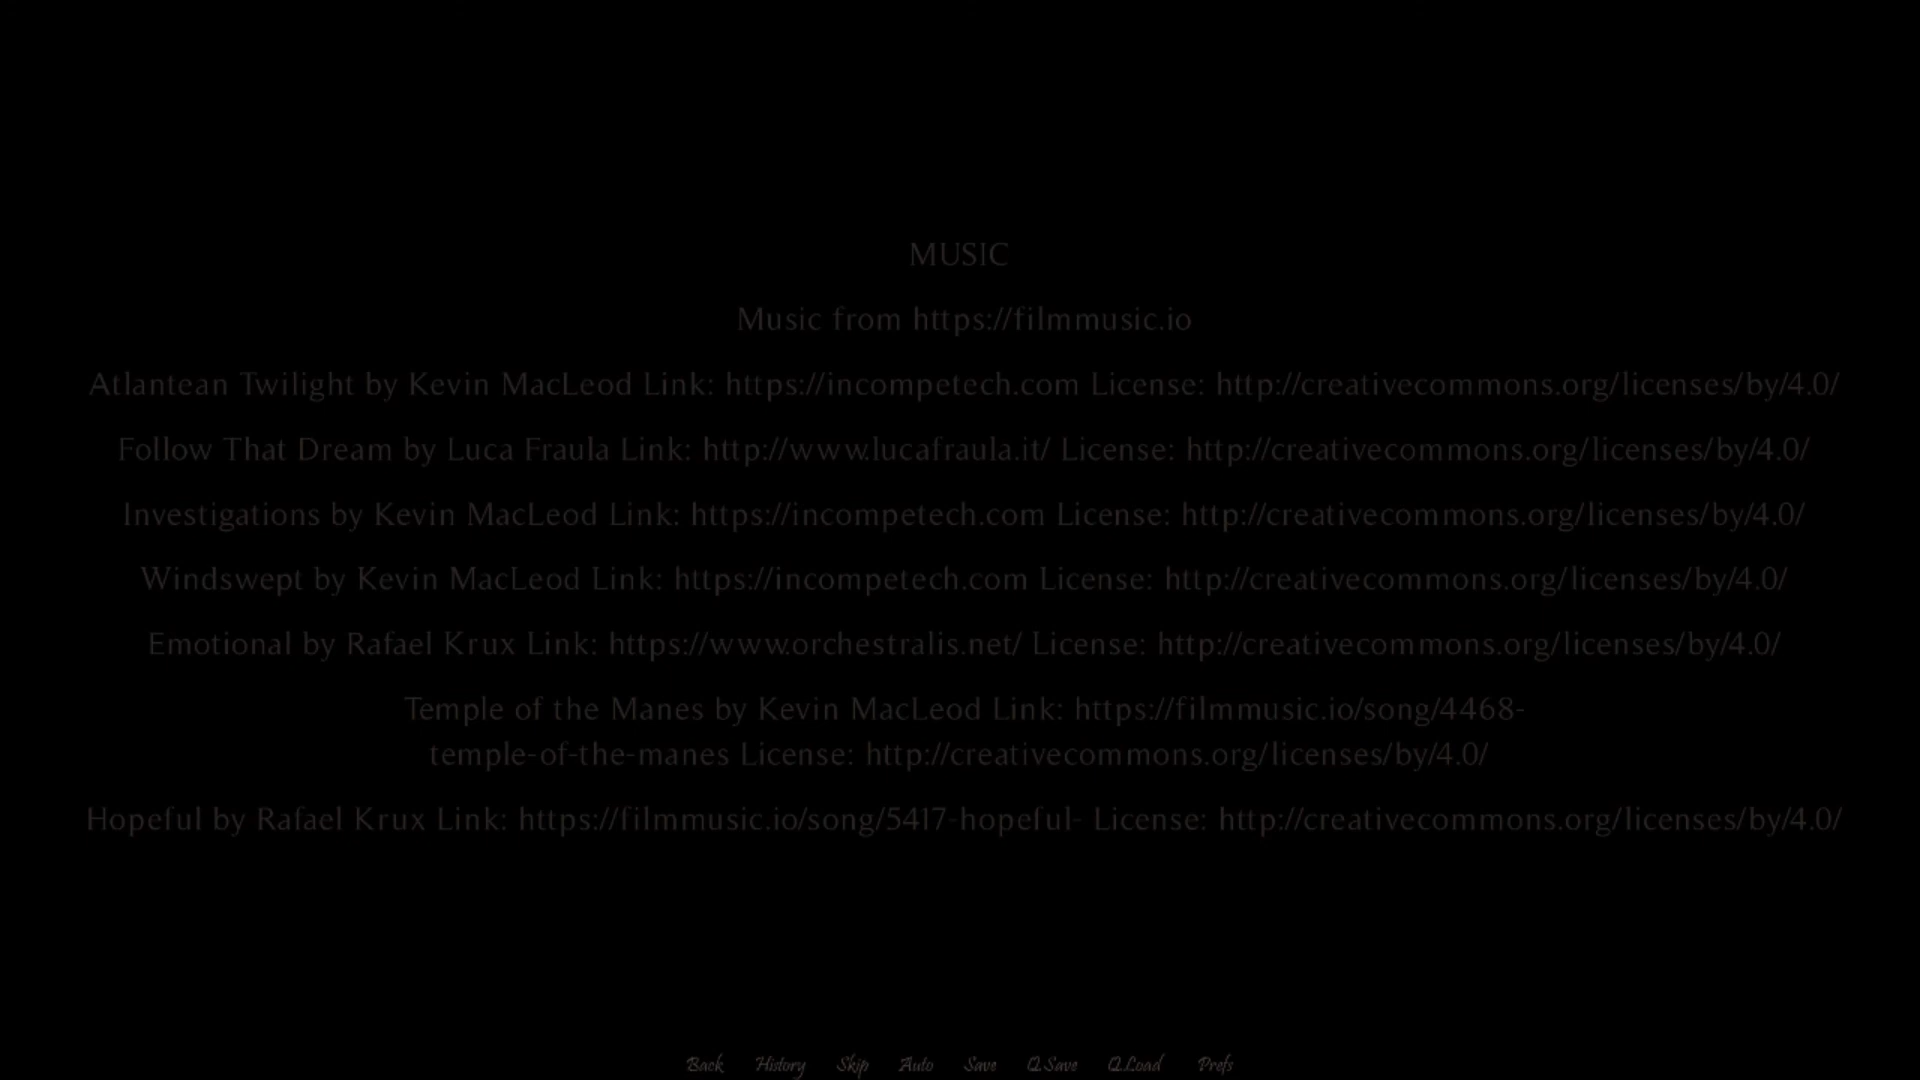 MUSIC
Music from https://filmmusic.io
Atlantean Twilight by Kevin MacLeod Link: https://incompetech.com License: http://creativecommons.org/licenses/by/4.0/
Follow That Dream by Luca Fraula Link: http://www.lucafraula.it/ License: http://creativecommons.org/licenses/by/4.0/
Investigations by Kevin MacLeod Link: https://incompetech.com License: http://creativecommons.org/licenses/by/4.0/
Windswept by Kevin MacLeod Link: https://incompetech.com License: http://creativecommons.org/licenses/by/4.0/
Emotional by Rafael Krux Link: https://www.orchestralis.net/ License: http://creativecommons.org/licenses/by/4.0/
Temple of the Manes by Kevin MacLeod Link: https://filmmusic.io/song/4468-
temple-of-the-manes License: http://creativecommons.org/licenses/by/4.0/
Hopeful by Rafael Krux Link: https://filmmusic.io/song/5417-hopeful- License: http://creativecommons.org/licenses/by/4.0/
Back History Skip Auto Save Q.Save Q.Load Prefs